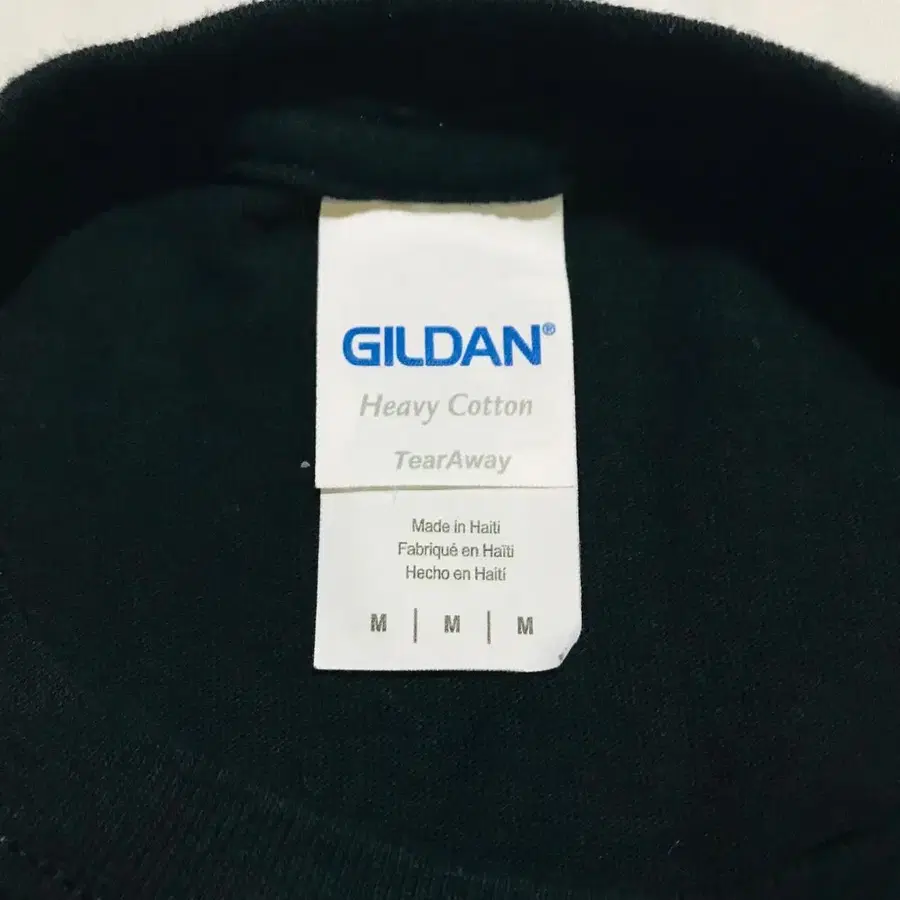 GILDAN®
Heavy Cotton
TearAway
Made in Haiti
Fabriqué en Haïti
Hecho en Haití
M | M | M